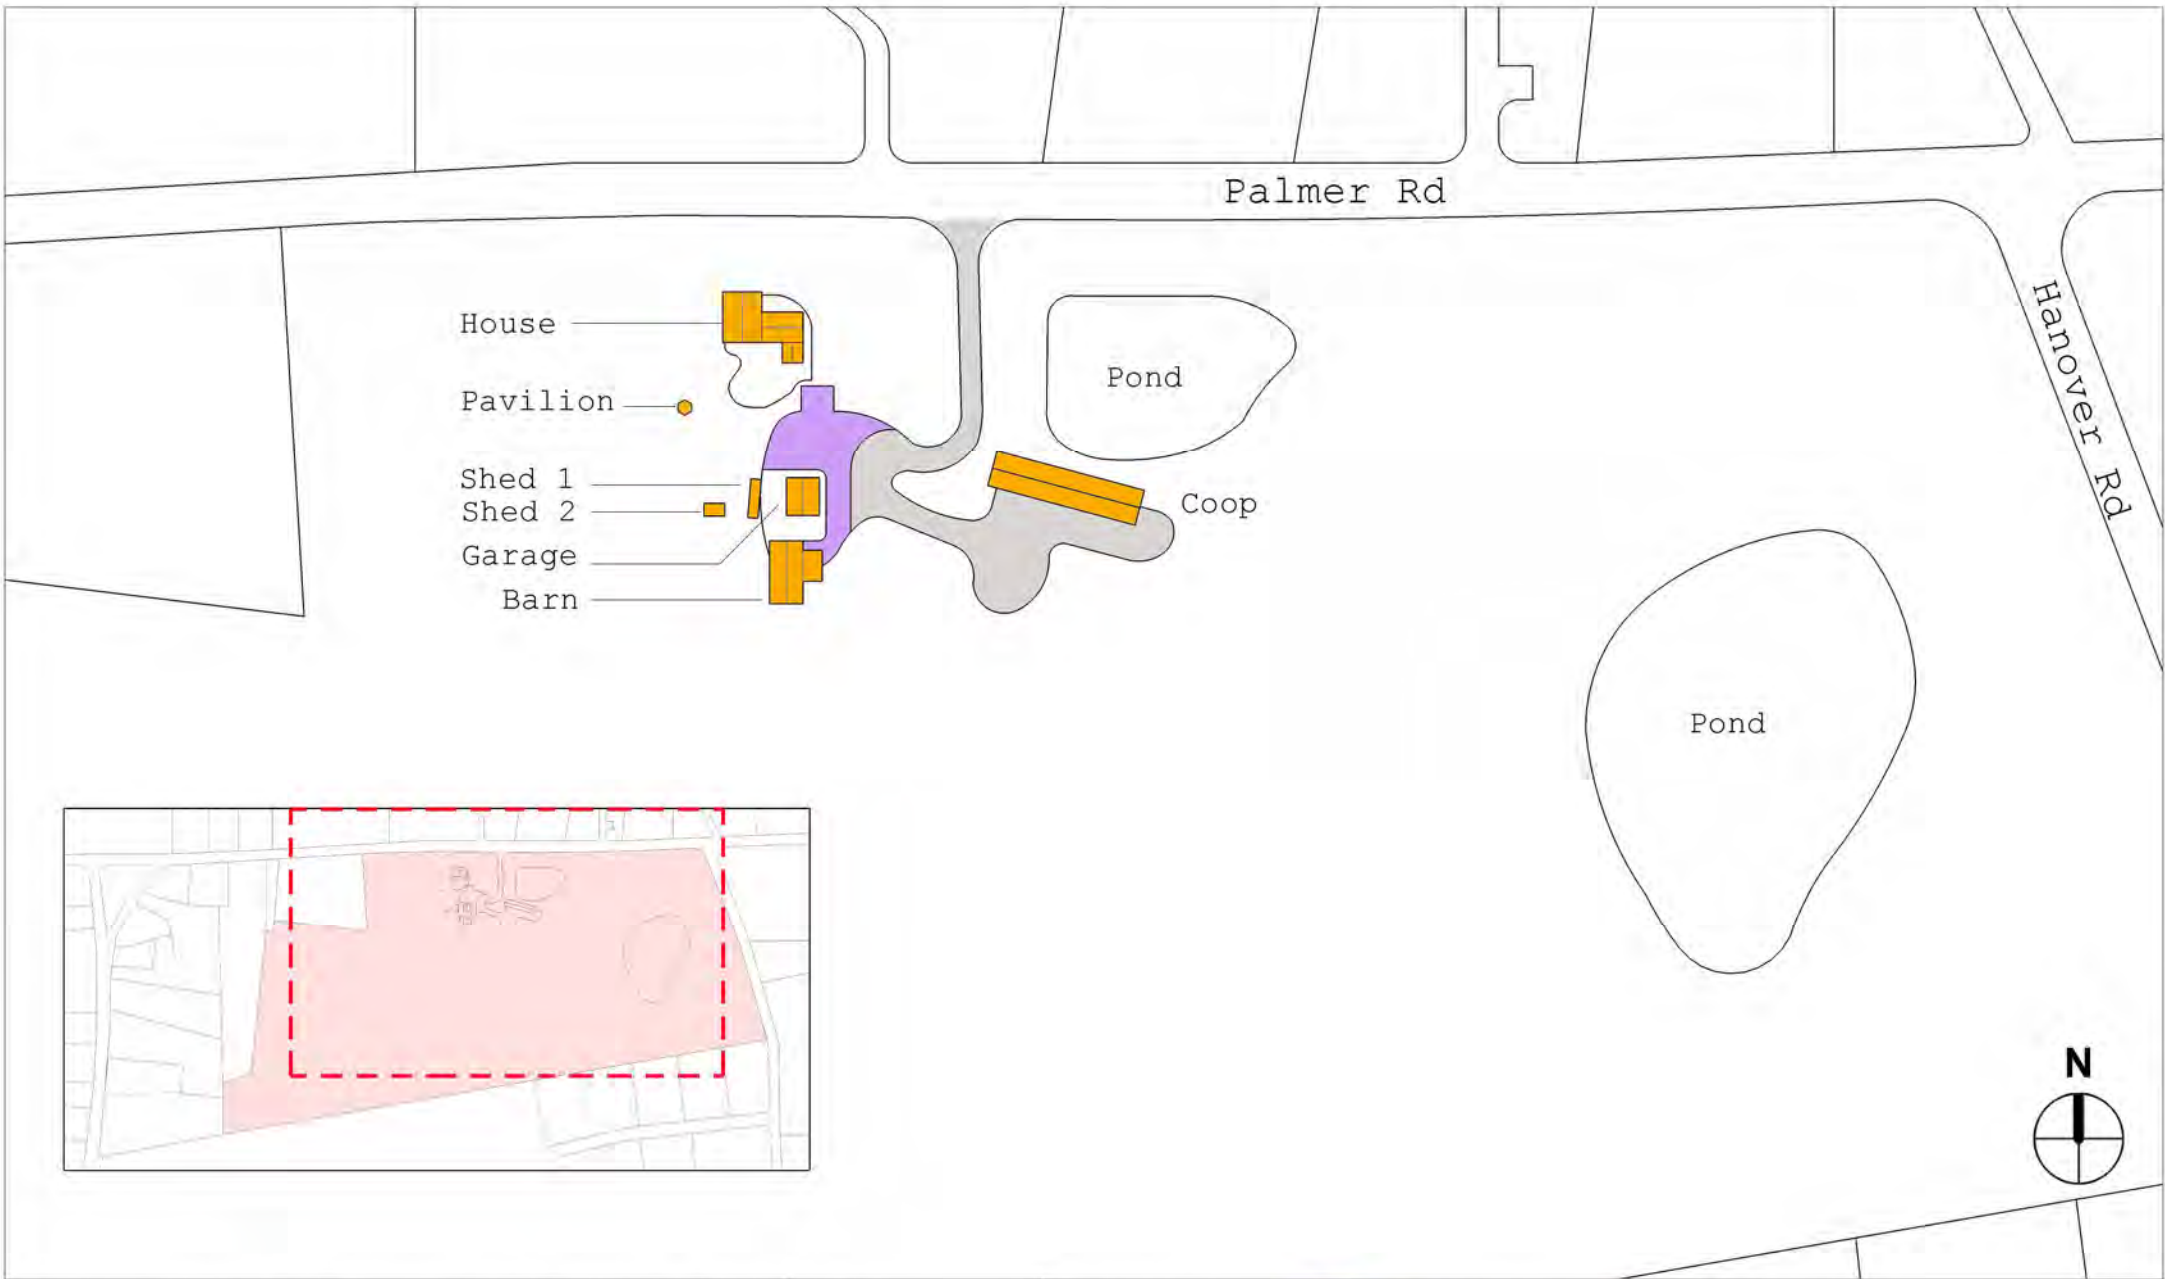 Palmer Rd
Hanover Rd
House
Pond
Pavilion
Shed 1
Shed 2
Coop
Garage
Barn
Pond
N